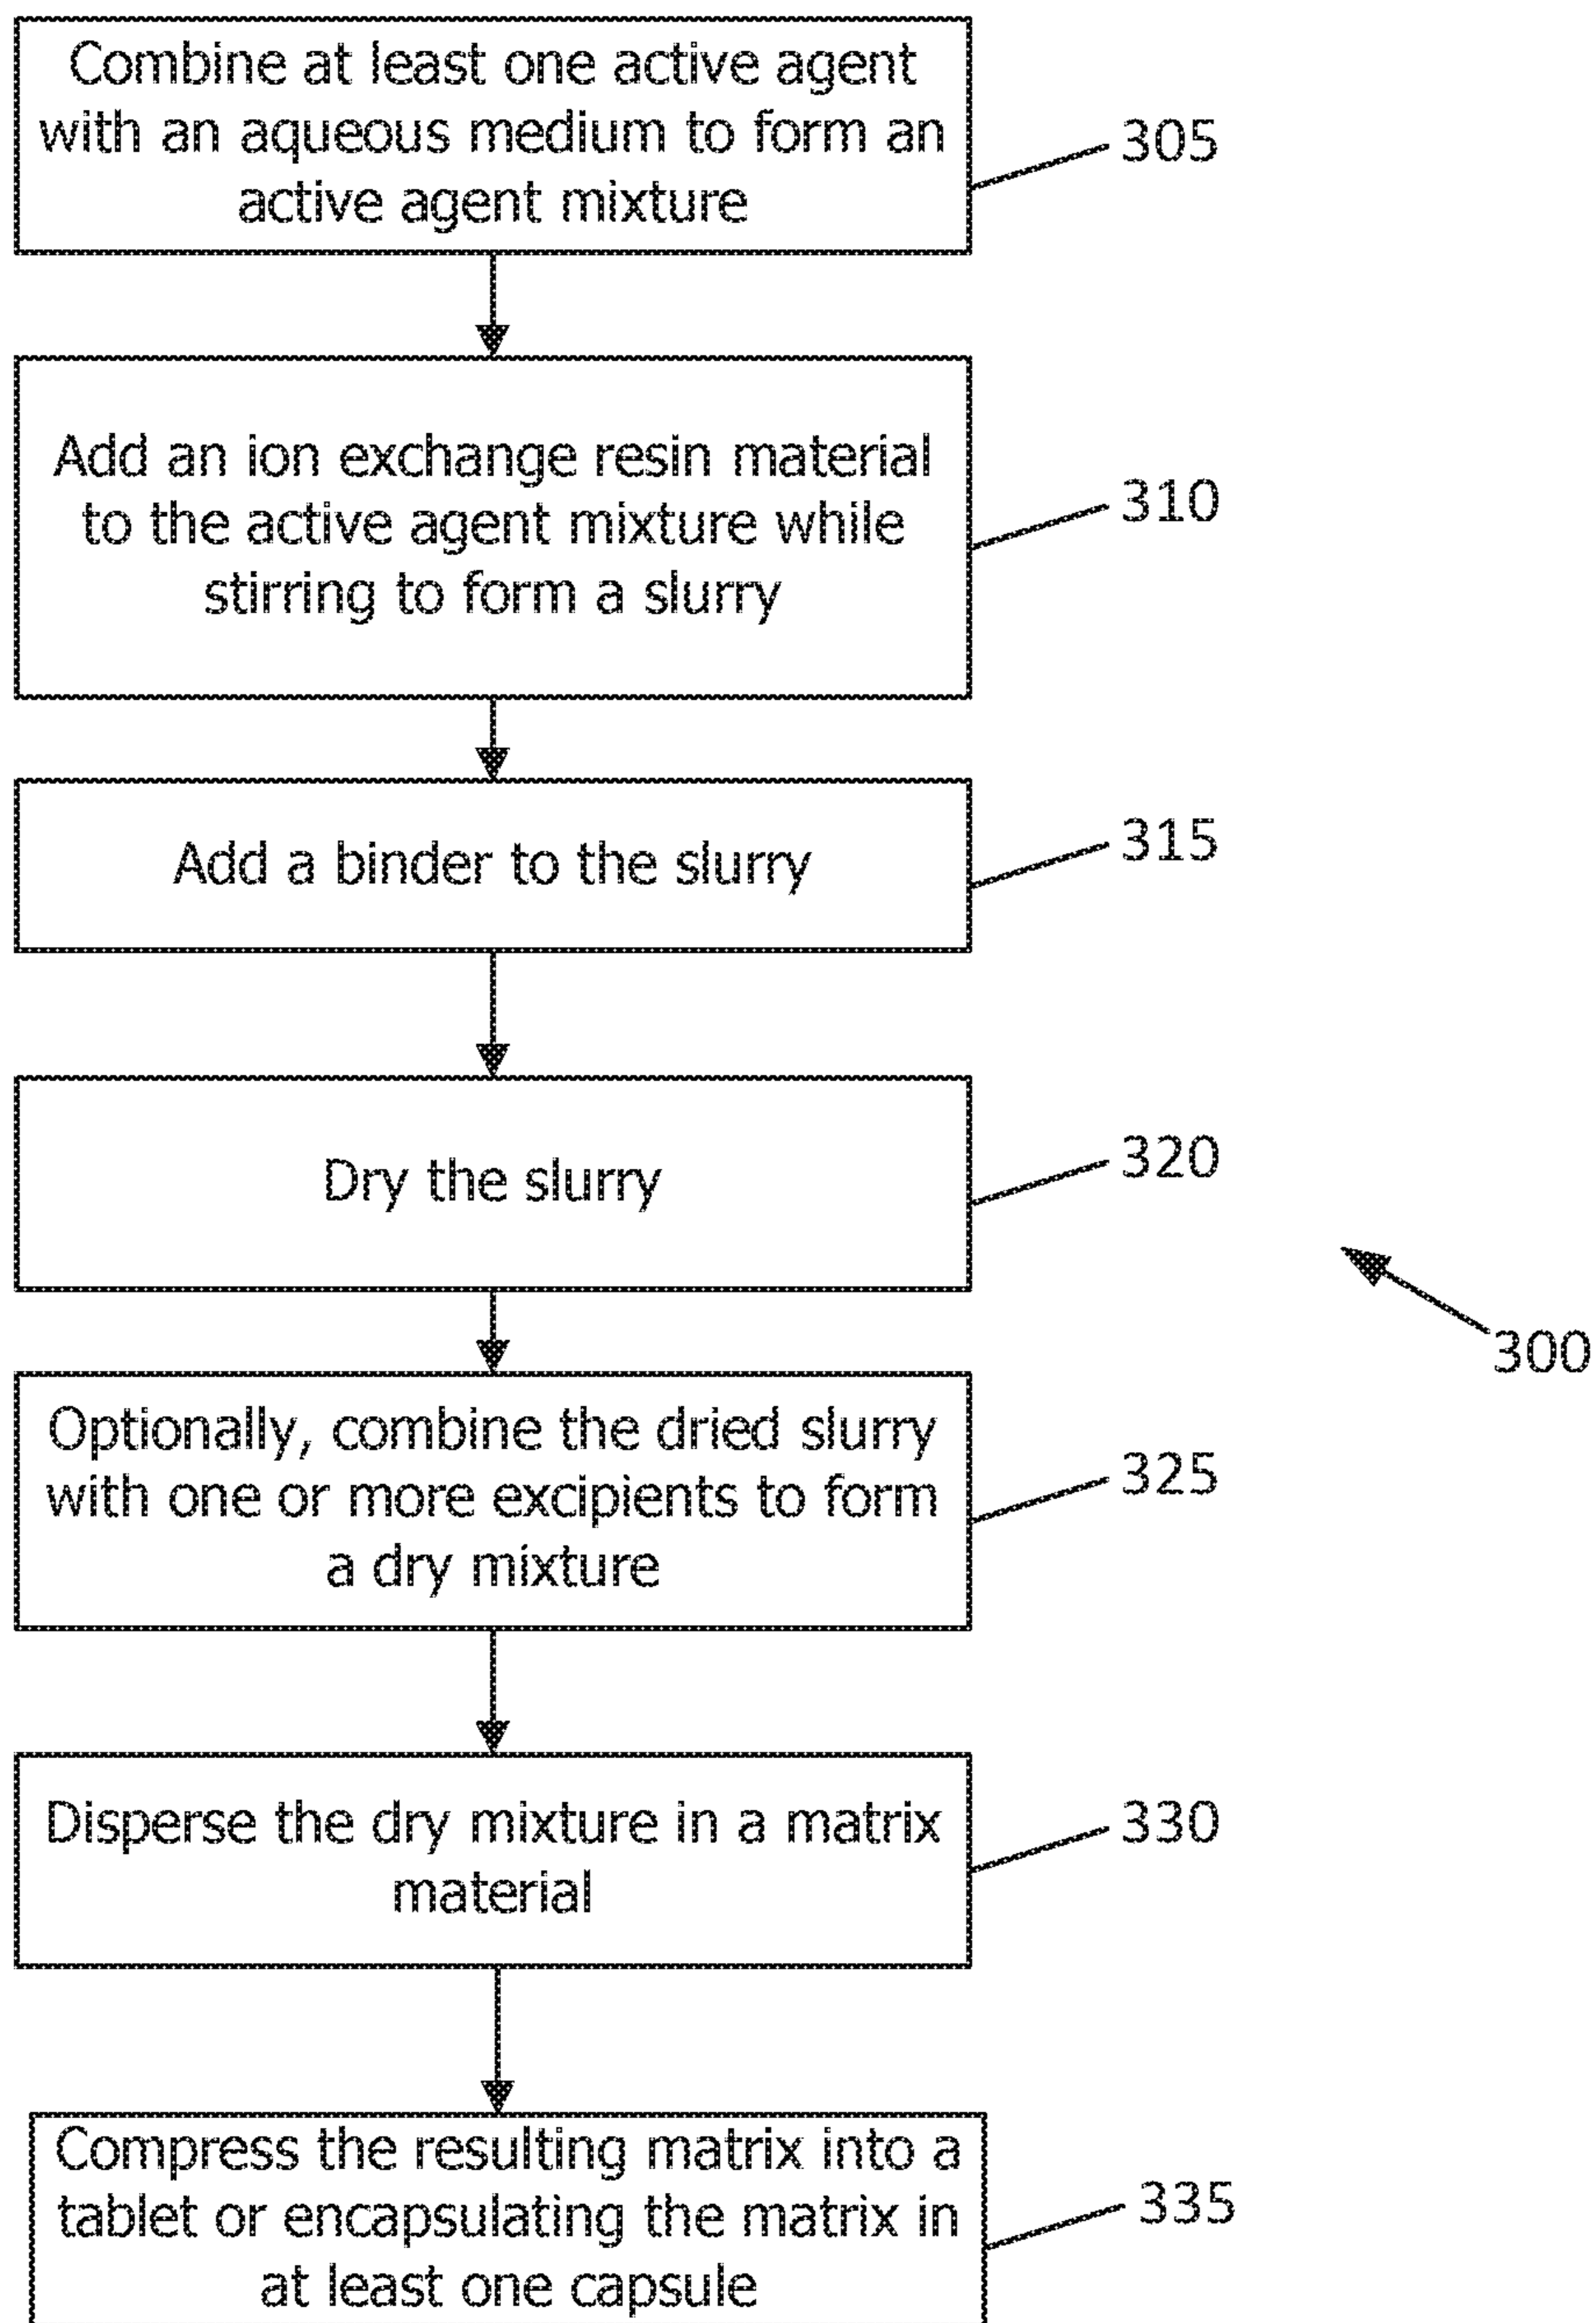 Combine at least one active agent
with an aqueous medium to form an
active agent mixture
305
Add an ion exchange resin material
to the active agent mixture while
stirring to form a slurry
310
Add a binder to the slurry
315
Dry the slurry
320
300
Optionally, combine the dried slurry
with one or more excipients to form
a dry mixture
325
Disperse the dry mixture in a matrix
material
330
Compress the resulting matrix into a
tablet or encapsulating the matrix in
at least one capsule
335